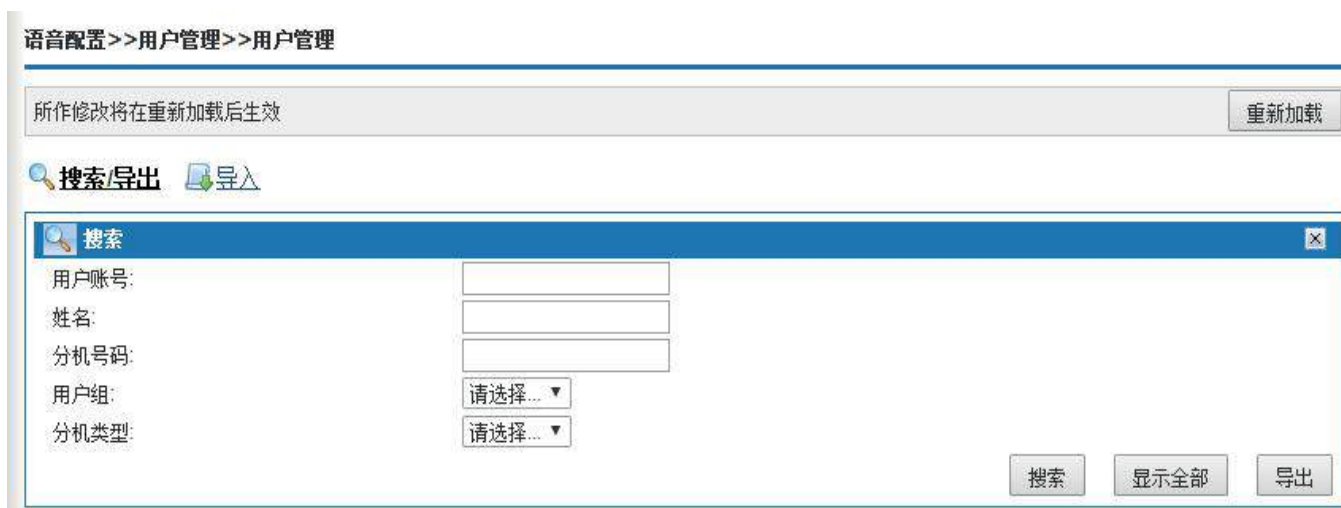 语音配置>>用户管理>>用户管理
所作修改将在重新加载后生效 重新加载
搜索/导出 导入
搜索
用户账号:
姓名:
分机号码:
用户组: 请选择...
分机类型: 请选择...
搜索 显示全部 导出